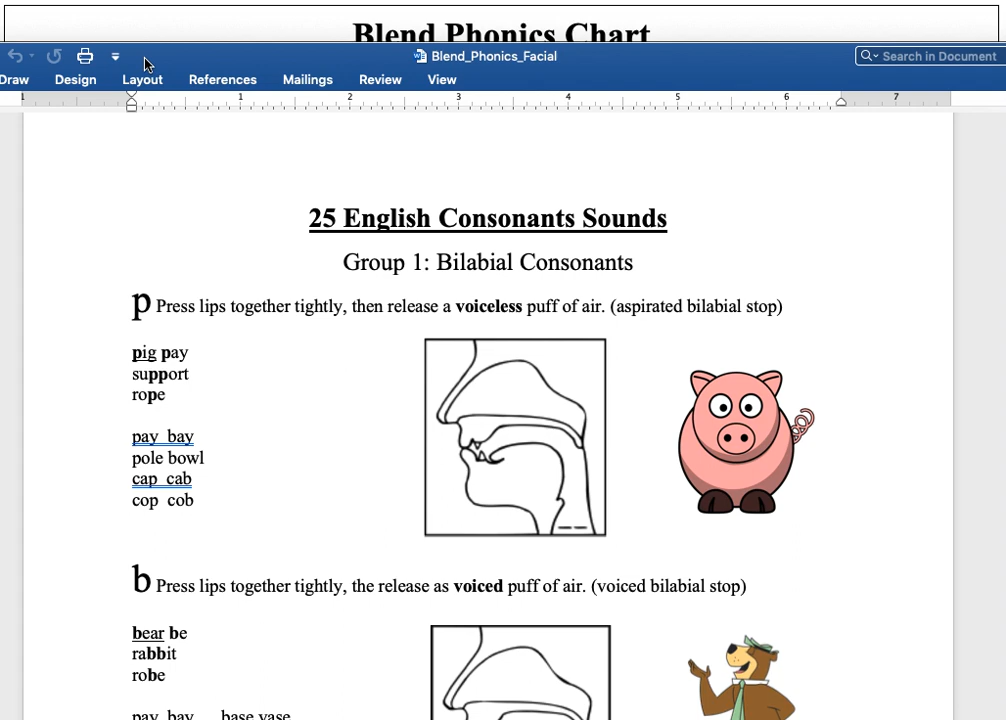 Blend Phonics Chart
Blend_Phonics_Facial
Search in Document
Draw Design Layout References Mailings Review View
1 1 2 3 4 5 6 7
25 English Consonants Sounds
Group 1: Bilabial Consonants
p Press lips together tightly, then release a voiceless puff of air. (aspirated bilabial stop)
pig pay
support
rope
pay bay
pole bowl
cap cab
cop cob
b Press lips together tightly, the release as voiced puff of air. (voiced bilabial stop)
bear be
rabbit
robe
pay bay base vase